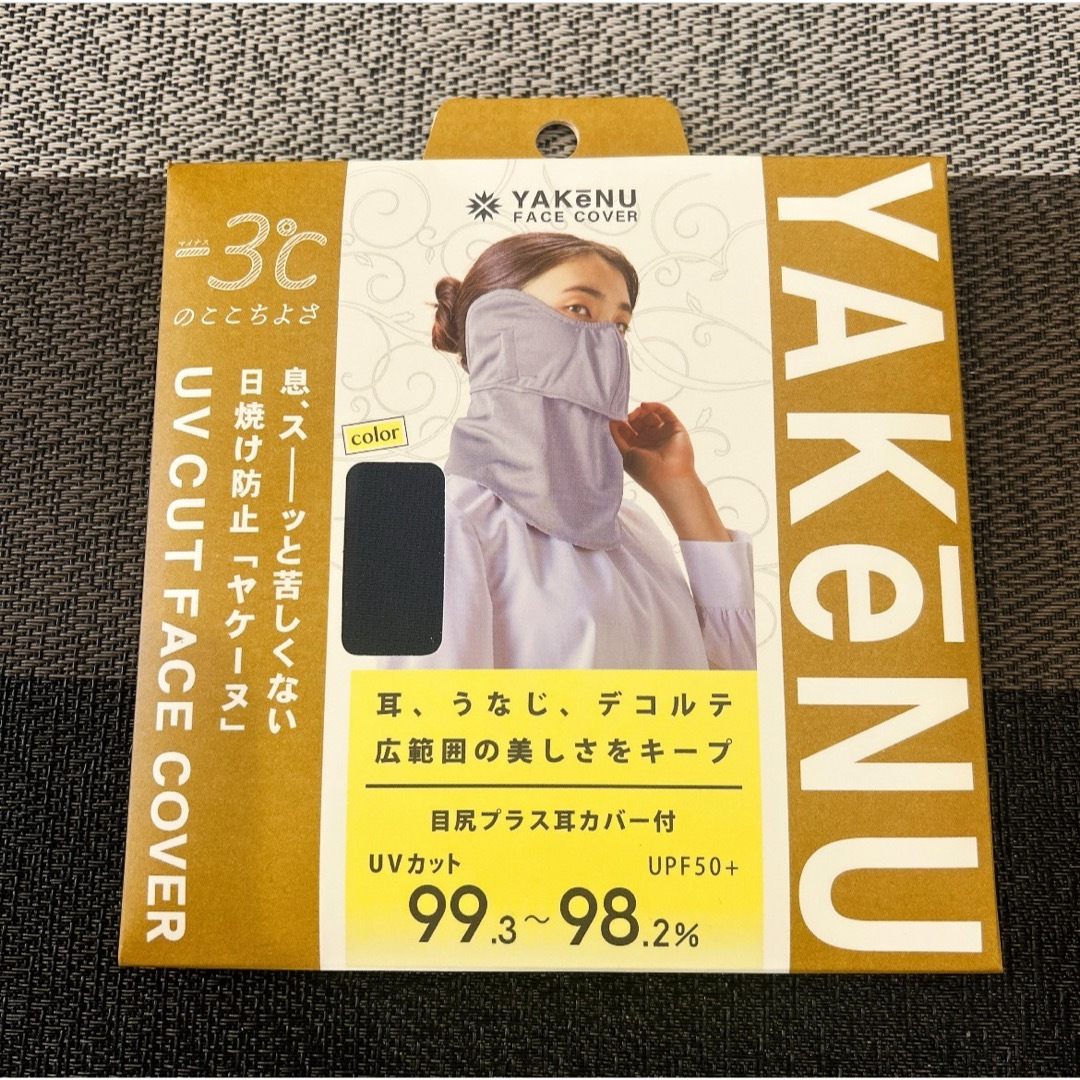 YAKēNU
FACE COVER
マイナス
-3℃
のここちよさ
息、スーッと苦しくない
日焼け防止「ヤケーヌ」
UV CUT FACE COVER
color
耳、うなじ、デコルテ
広範囲の美しさをキープ
目尻プラス耳カバー付
UVカット UPF50+
99.3~98.2%
YAKēNU